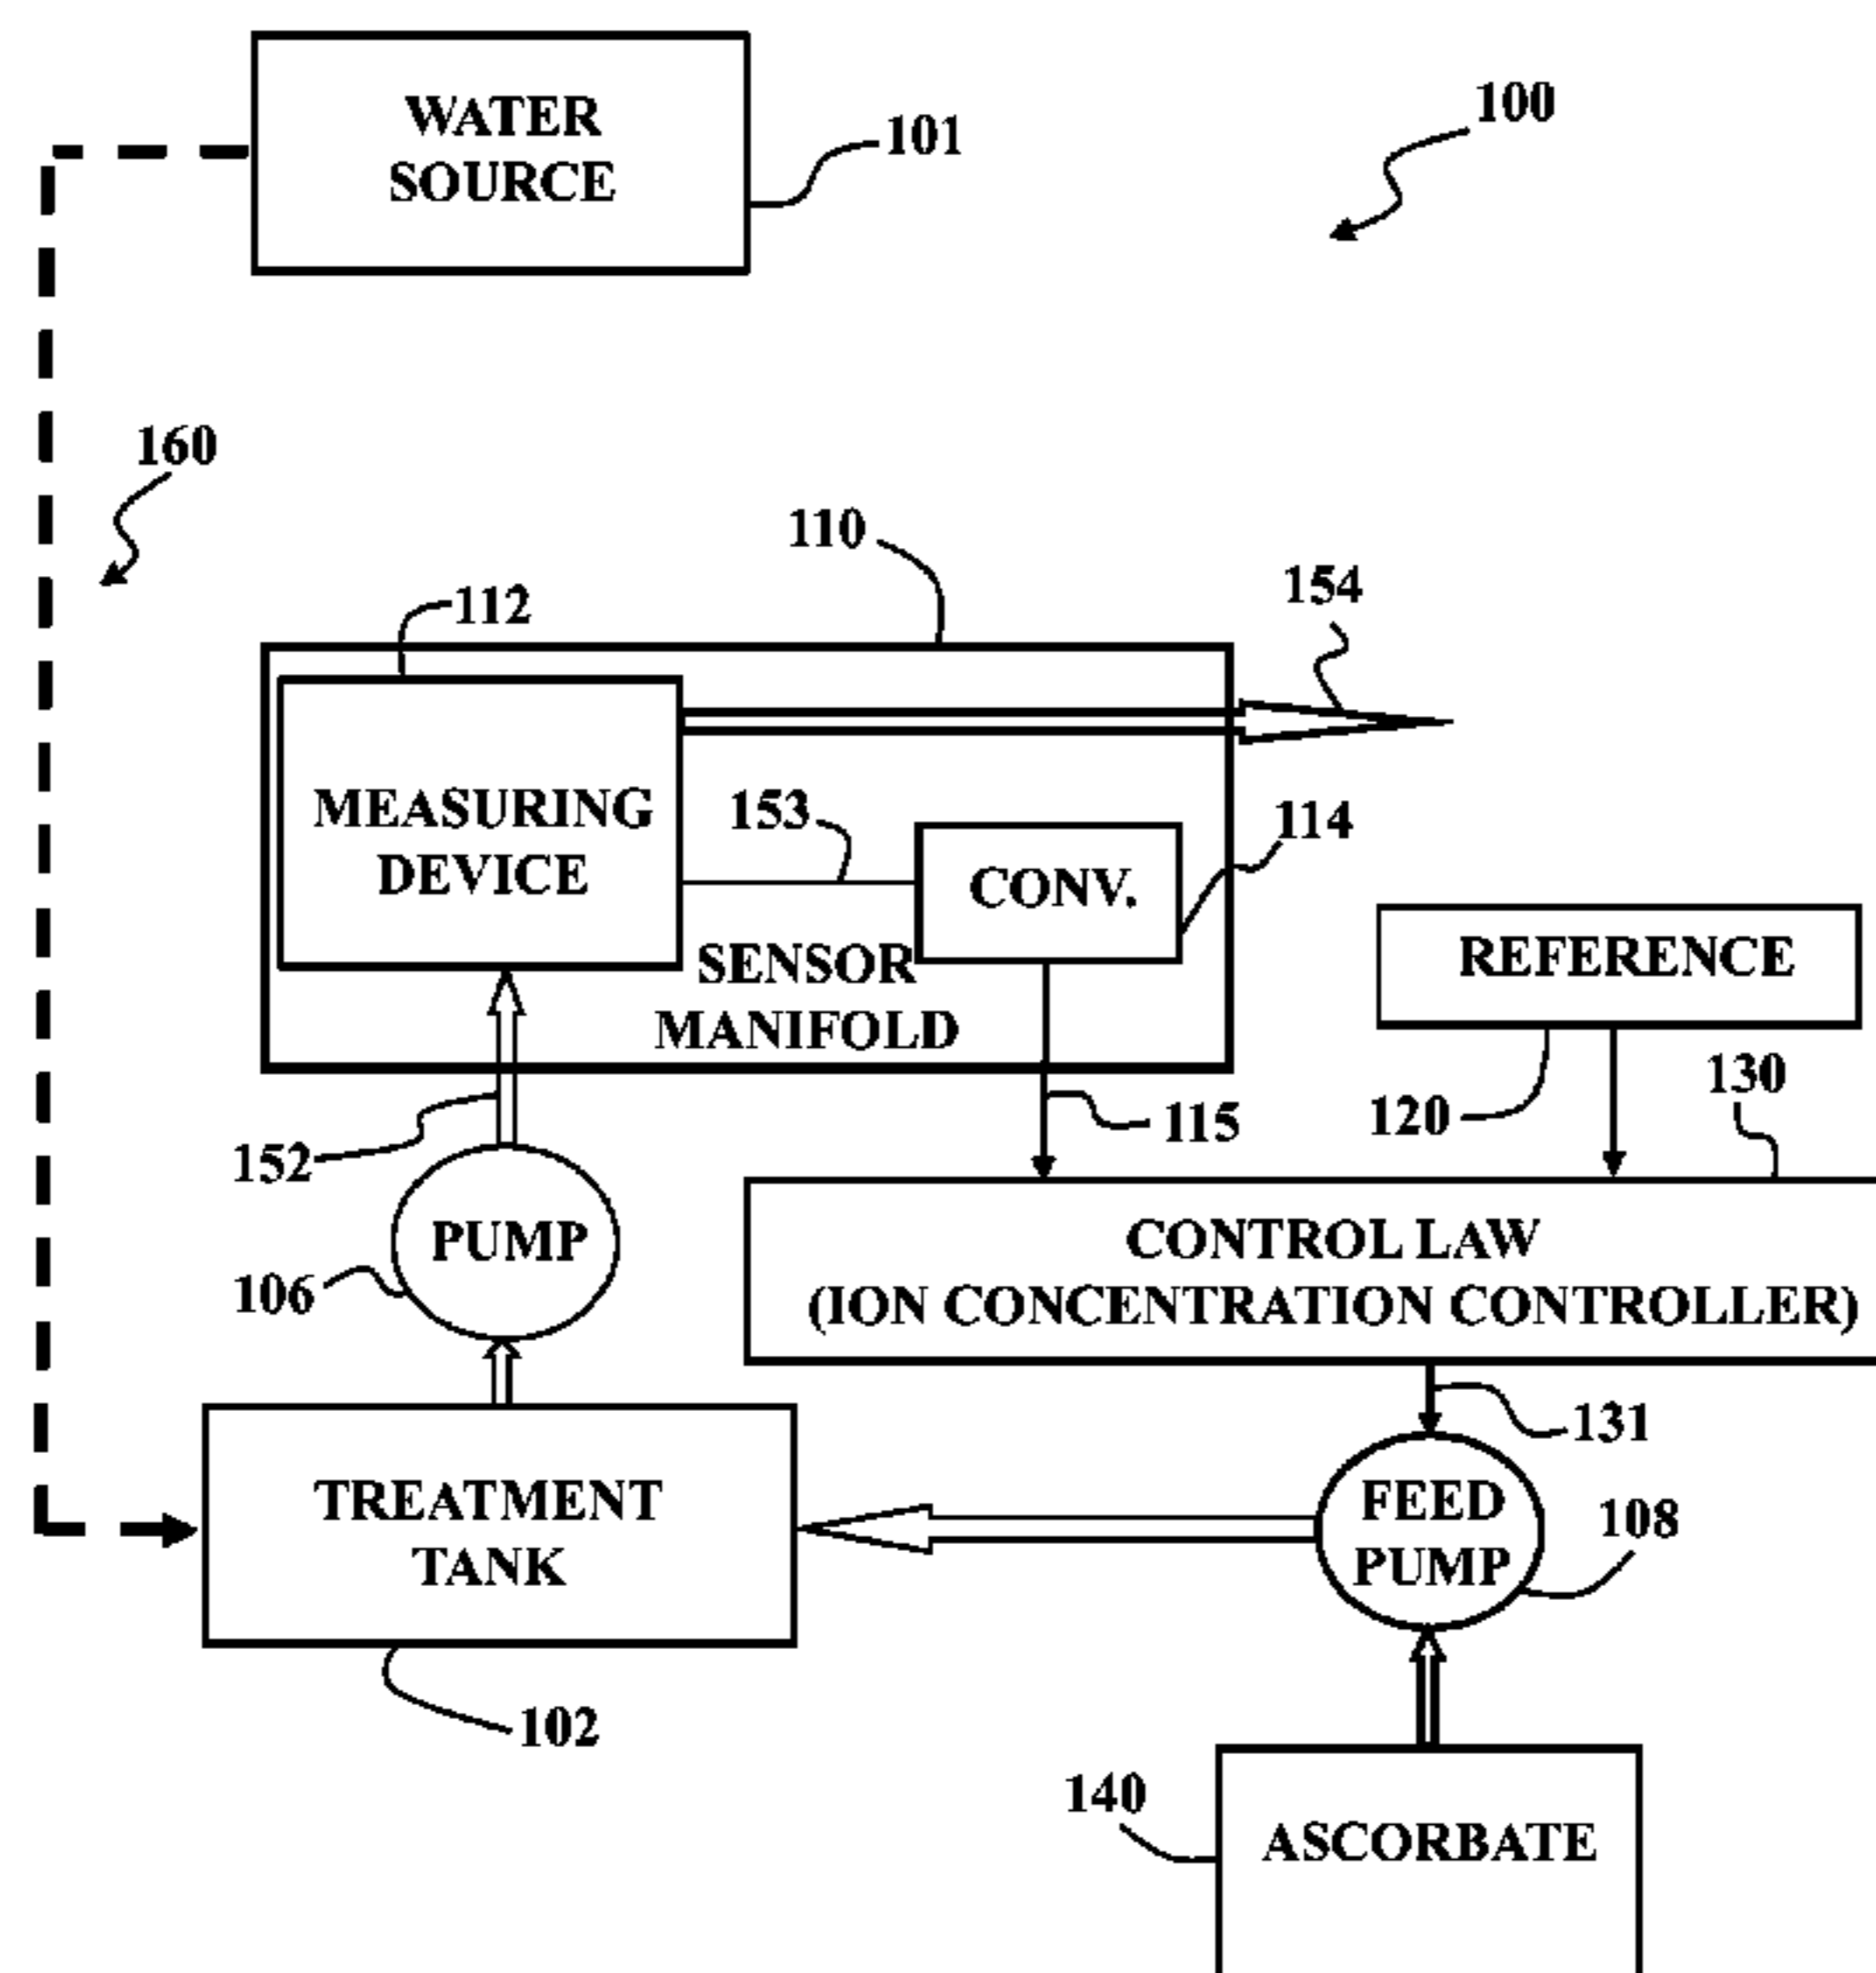 WATER
SOURCE
101
100
160
110
154
112
MEASURING
DEVICE
153
114
CONV.
SENSOR
MANIFOLD
REFERENCE
130
120
115
152
PUMP
106
CONTROL LAW
(ION CONCENTRATION CONTROLLER)
131
TREATMENT
TANK
FEED
PUMP
108
102
140
ASCORBATE